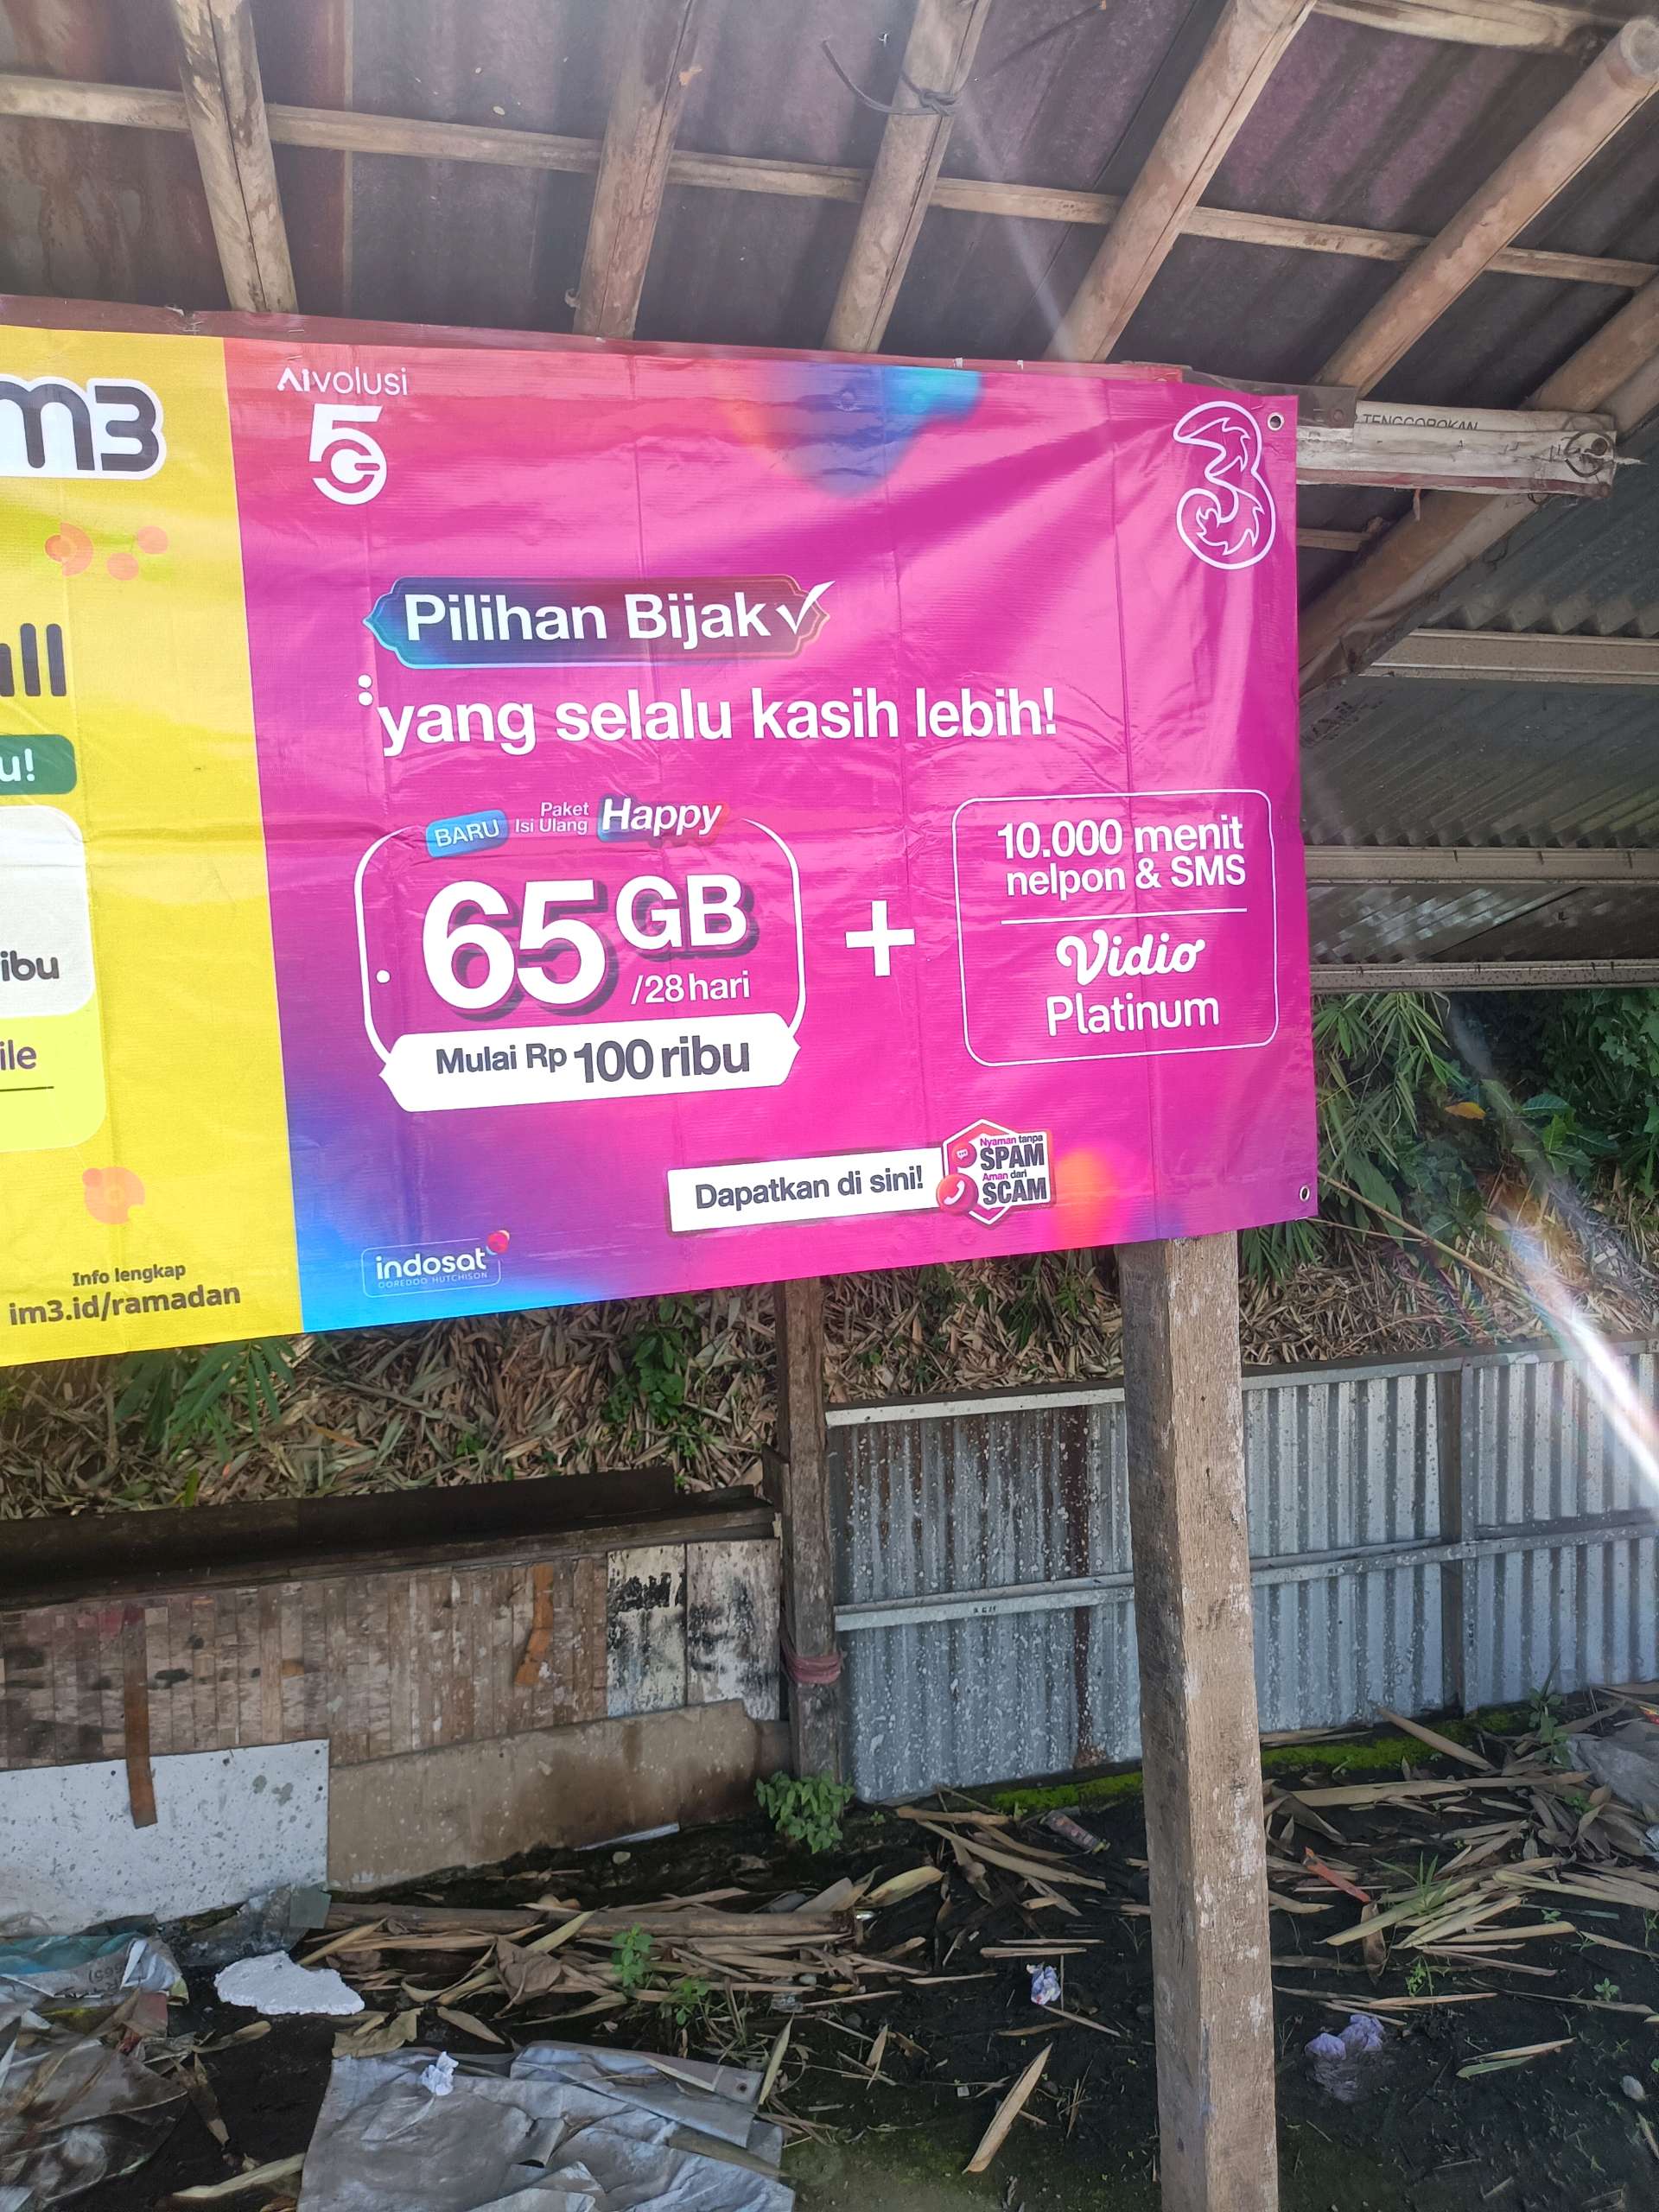 m3
u!
ibu
ile
Info lengkap
im3.id/ramadan
AIVOLUSI
5G
3
Pilihan Bijak
yang selalu kasih lebih!
BARU Paket Isi Ulang Happy
65 GB
/28 hari
Mulai Rp 100 ribu
+
10.000 menit
nelpon & SMS
Vidio
Platinum
Dapatkan di sini!
Nyaman tanpa
SPAM
Aman dari
SCAM
indosat
OOREDOO HUTCHISON
TENGGOROKAN